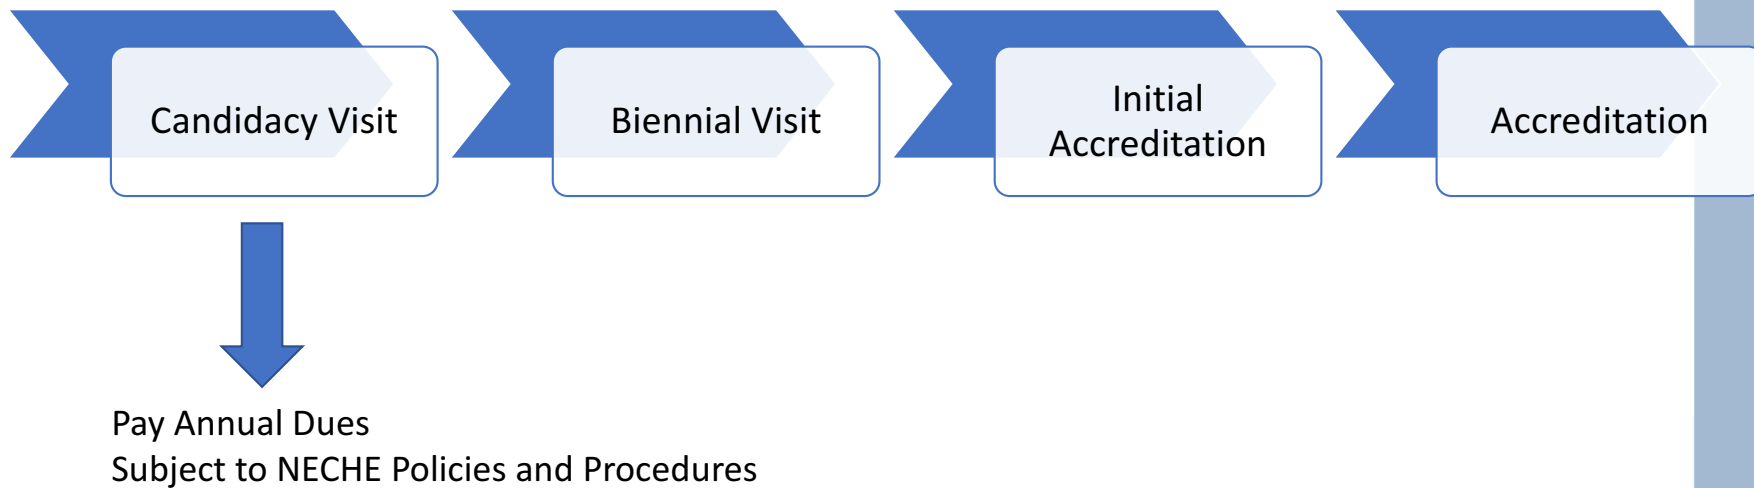 Candidacy Visit
Biennial Visit
Initial
Accreditation
Accreditation
Pay Annual Dues
Subject to NECHE Policies and Procedures